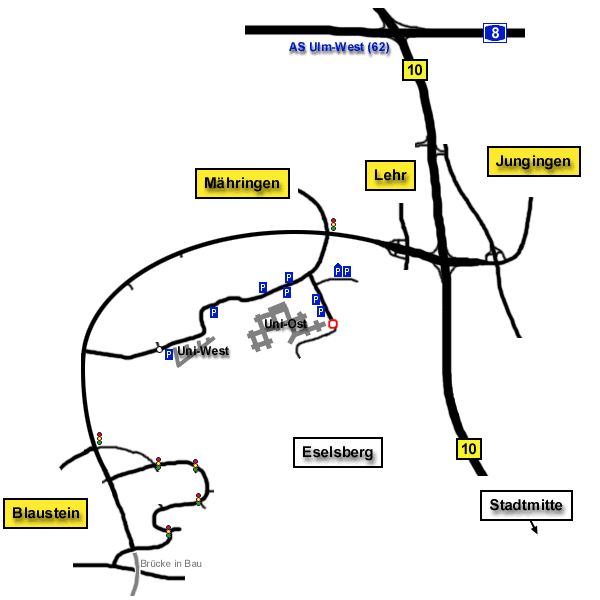 8
AS Ulm-West (62)
10
Jungingen
Lehr
Mähringen
P P
P
P
P
P
P
P
Uni-Ost
Uni-West
P
Eselsberg
10
Stadtmitte
Blaustein
Brücke in Bau